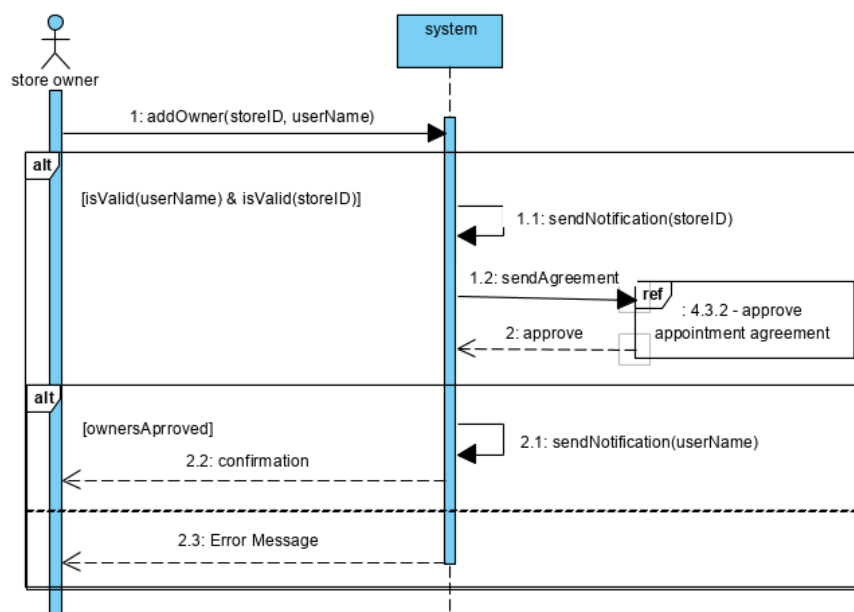 system
store owner
1: addOwner(storeID, userName)
alt
[isValid(userName) & isValid(storeID)]
1.1: sendNotification(storeID)
1.2: sendAgreement
ref
: 4.3.2 - approve
appointment agreement
2: approve
alt
[ownersAprroved]
2.1: sendNotification(userName)
2.2: confirmation
2.3: Error Message